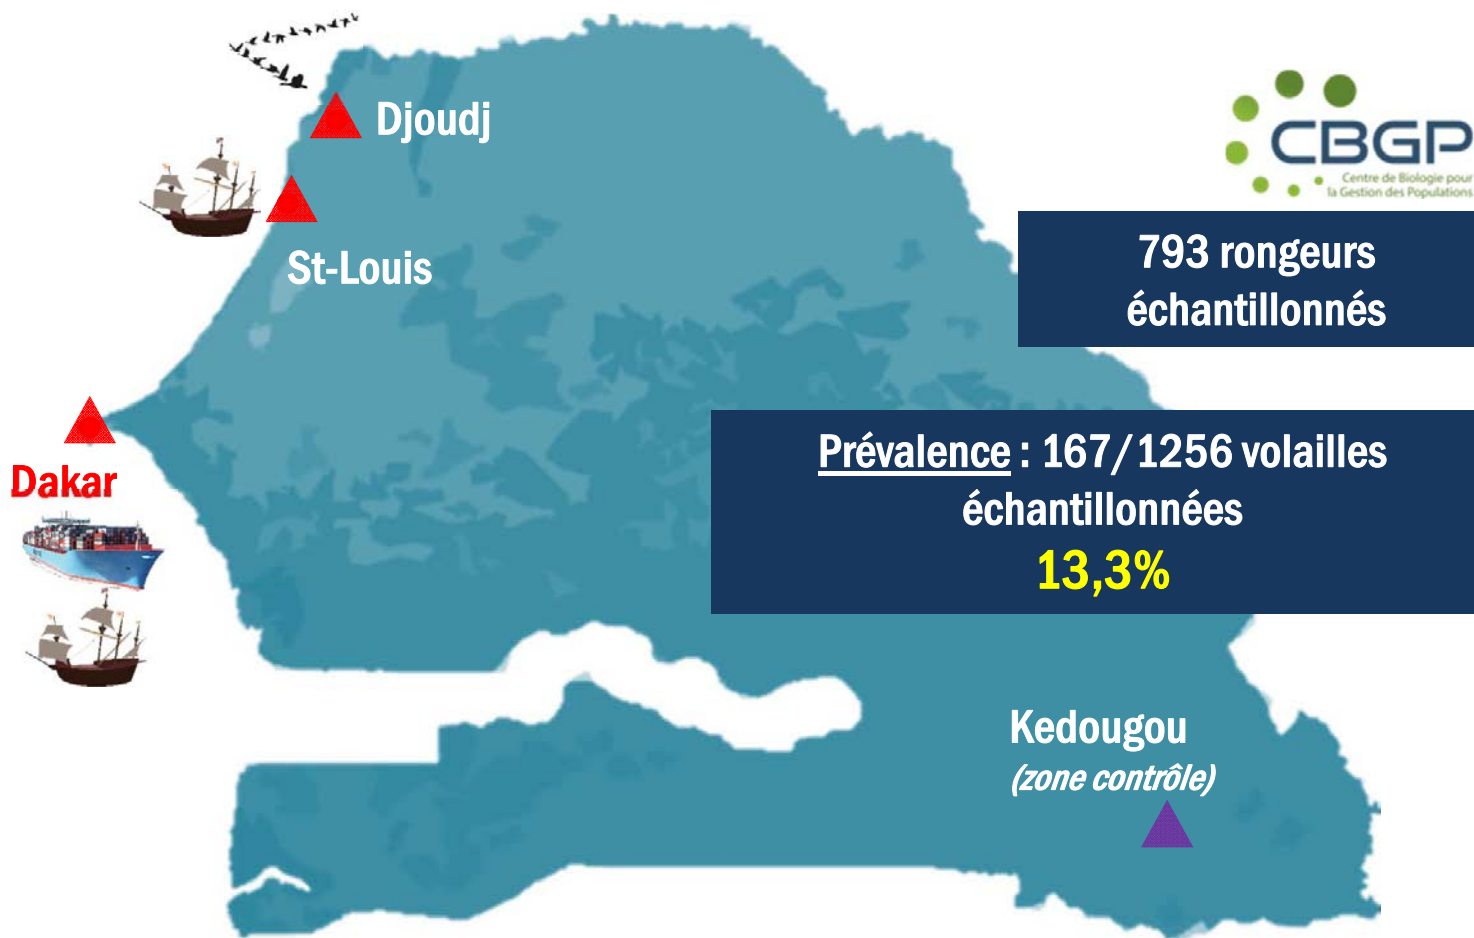 Djoudj
CBGP
Centre de Biologie pour
la Gestion des Populations
793 rongeurs
échantillonnés
St-Louis
Prévalence : 167/1256 volailles
échantillonnées
13,3%
Dakar
Kedougou
(zone contrôle)